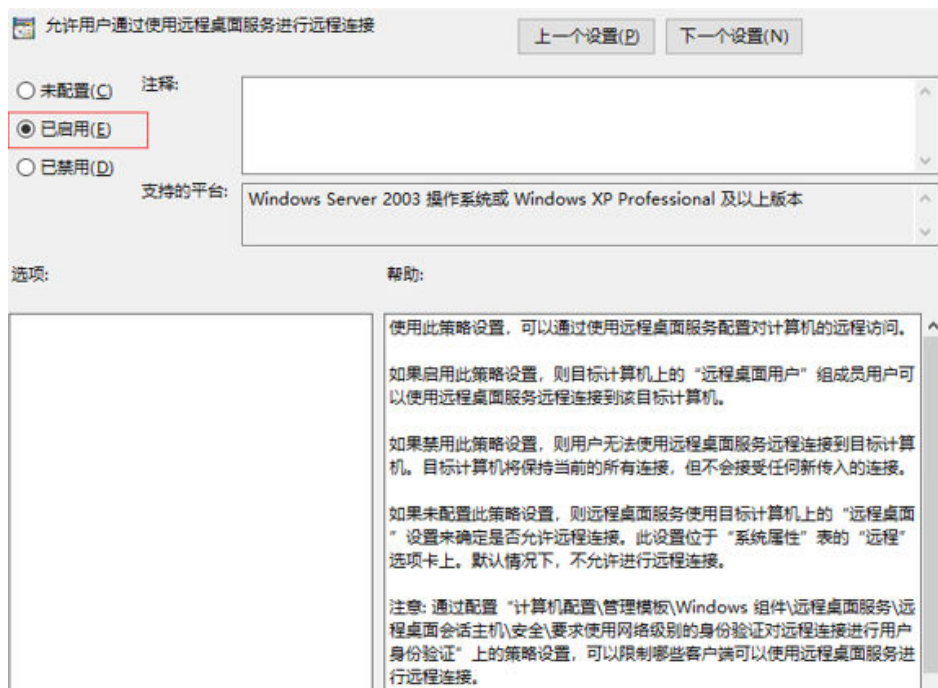 允许用户通过使用远程桌面服务进行远程连接
上一个设置(P)
下一个设置(N)
未配置(C)
注释:
已启用(E)
已禁用(D)
支持的平台:
Windows Server 2003 操作系统或 Windows XP Professional 及以上版本
选项:
帮助:
使用此策略设置，可以通过使用远程桌面服务配置对计算机的远程访问。
如果启用此策略设置，则目标计算机上的“远程桌面用户”组成员用户可
以使用远程桌面服务远程连接到该目标计算机。
如果禁用此策略设置，则用户无法使用远程桌面服务远程连接到目标计算
机。目标计算机将保持当前的所有连接，但不会接受任何新传入的连接。
如果未配置此策略设置，则远程桌面服务使用目标计算机上的“远程桌面
”设置来确定是否允许远程连接。此设置位于“系统属性”表的“远程”
选项卡上。默认情况下，不允许进行远程连接。
注意: 通过配置“计算机配置\管理模板\Windows 组件\远程桌面服务\远
程桌面会话主机\安全\要求使用网络级别的身份验证对远程连接进行用户
身份验证”上的策略设置，可以限制哪些客户端可以使用远程桌面服务进
行远程连接。